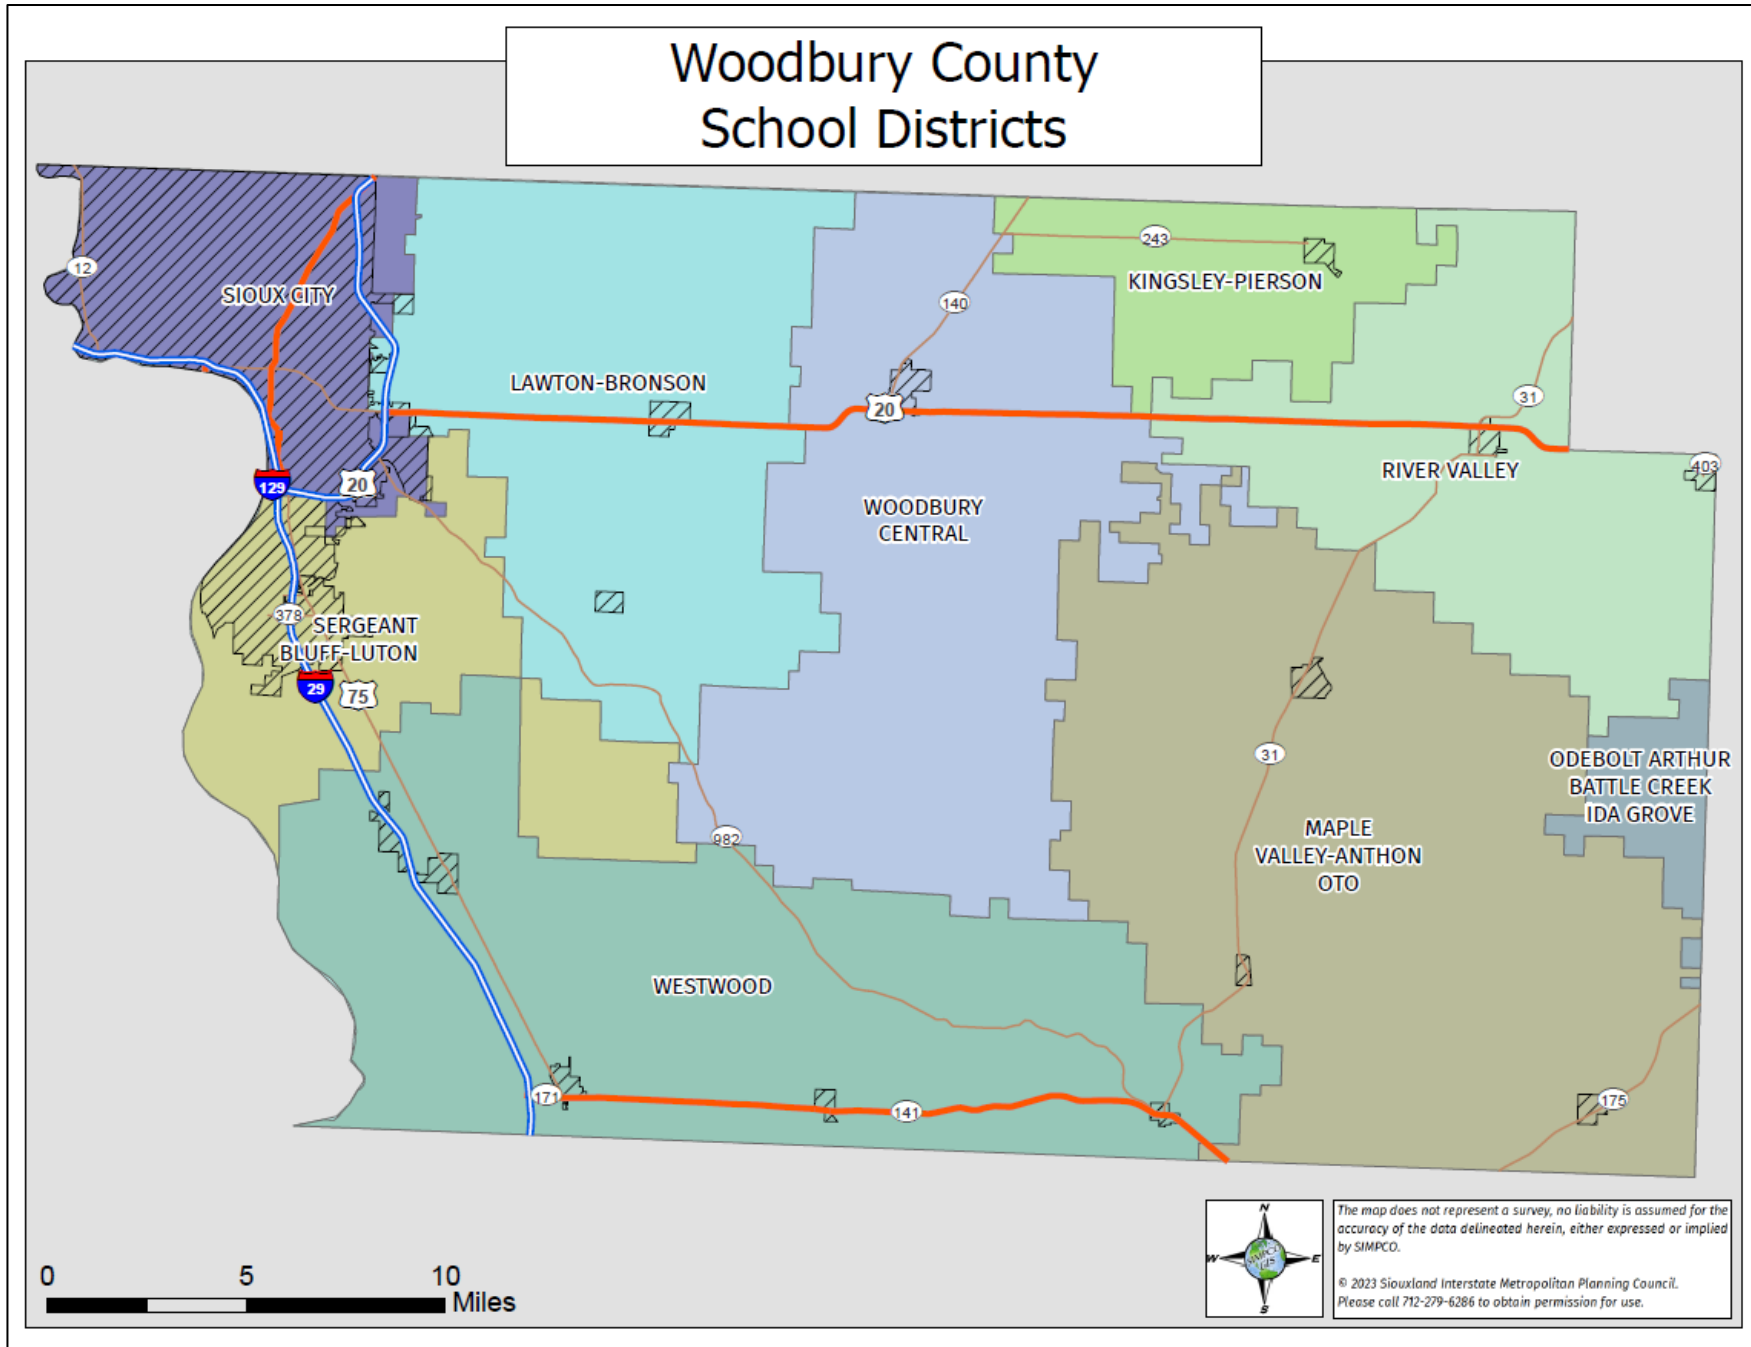 Woodbury County
School Districts
243
12
KINGSLEY-PIERSON
SIOUX CITY
140
LAWTON-BRONSON
31
20
RIVER VALLEY
403
129
20
WOODBURY
CENTRAL
378
SERGEANT
BLUFF-LUTON
29
75
31
ODEBOLT ARTHUR
BATTLE CREEK
IDA GROVE
982
MAPLE
VALLEY-ANTHON
OTO
WESTWOOD
171
141
175
N
W
E
S
SIMPCO
GIS
The map does not represent a survey, no liability is assumed for the
accuracy of the data delineated herein, either expressed or implied
by SIMPCO.
© 2023 Siouxland Interstate Metropolitan Planning Council.
Please call 712-279-6286 to obtain permission for use.
0 5 10
Miles